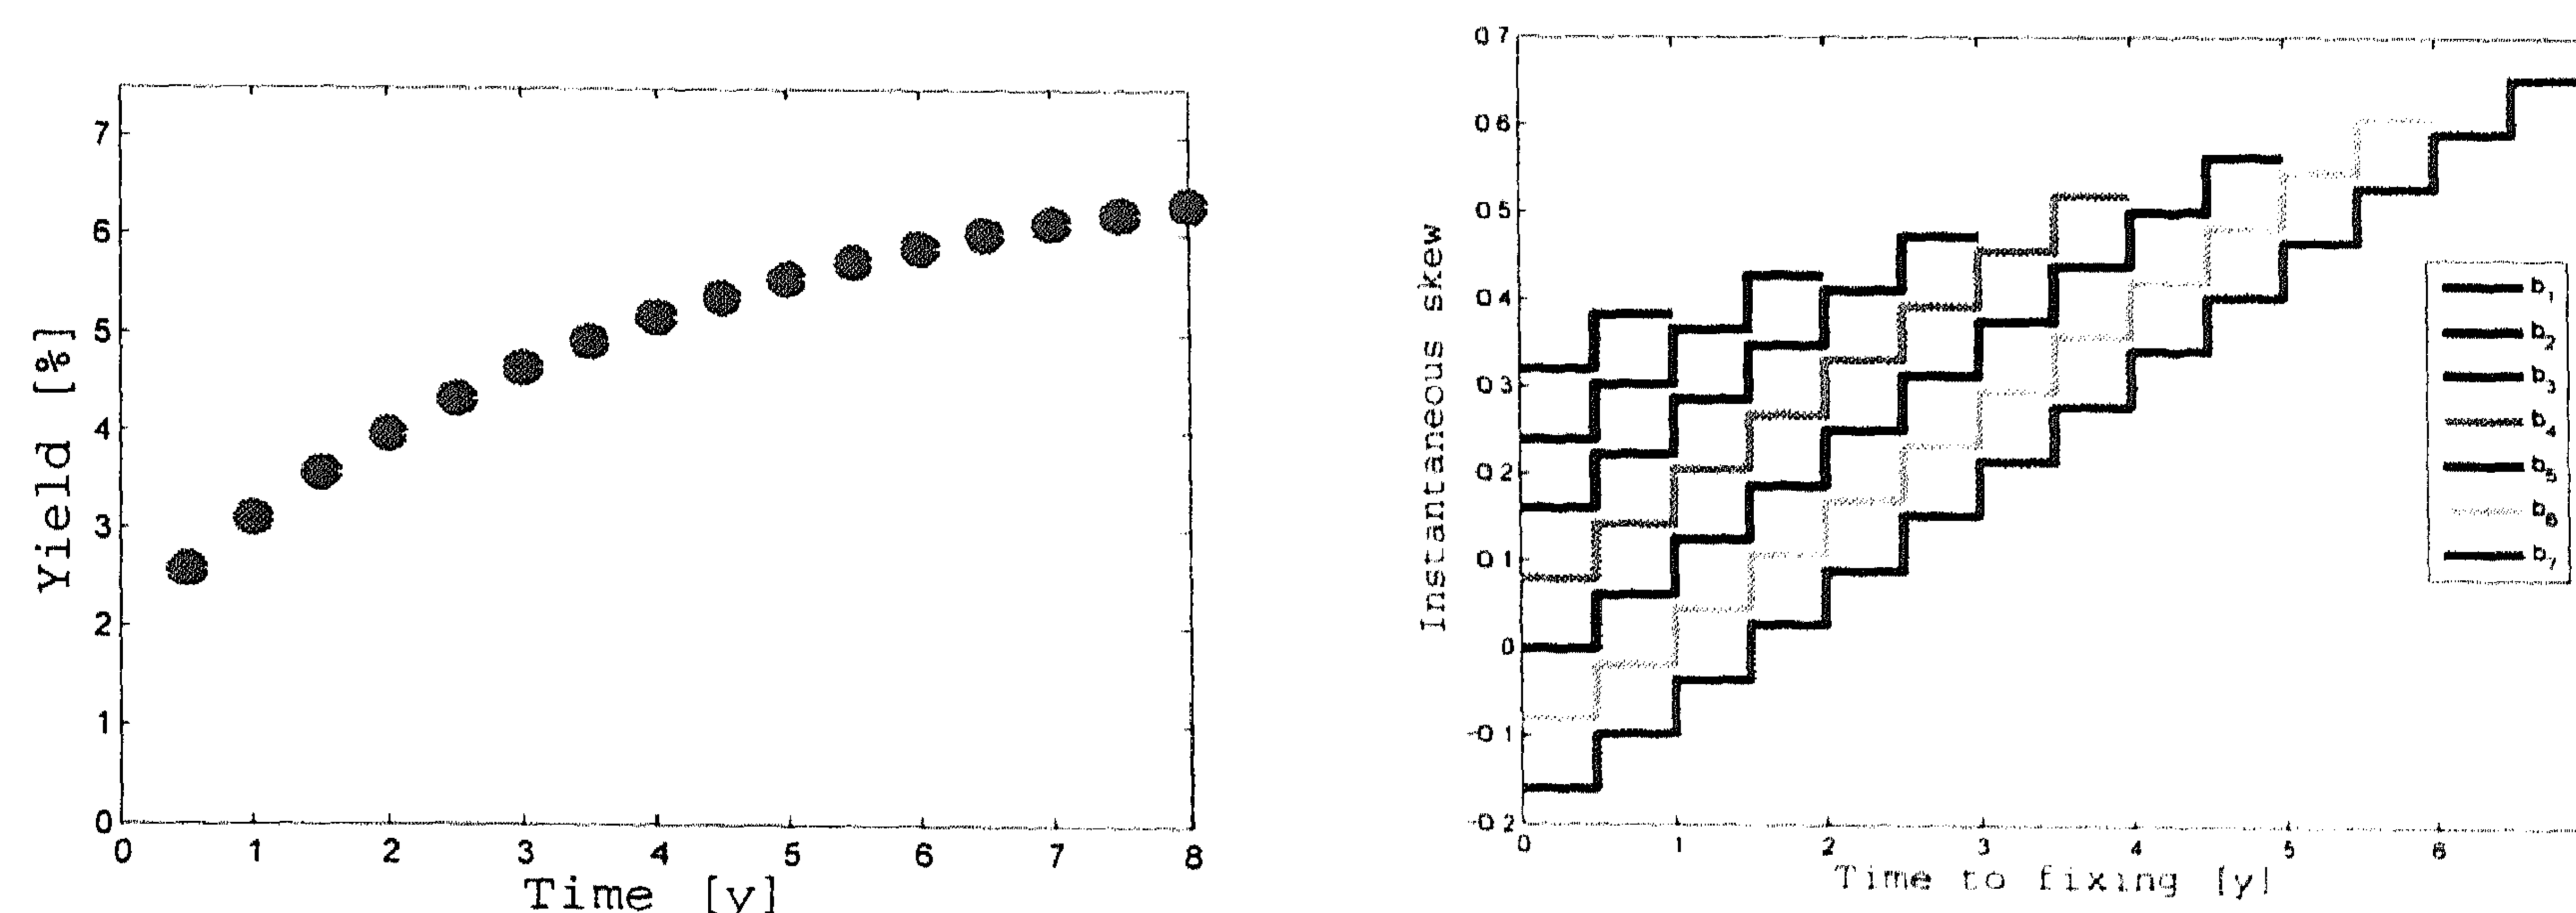 7
6
5
4
3
2
1
0
0 1 2 3 4 5 6 7 8
Yield [%]
Time [y]
0 7
0 6
0 5
0 4
0 3
0 2
0 1
0
-0 1
-0 2
0 1 2 3 4 5 6
Instantaneous skew
Time to fixing [y]
b1
b2
b3
b4
b5
b6
b7